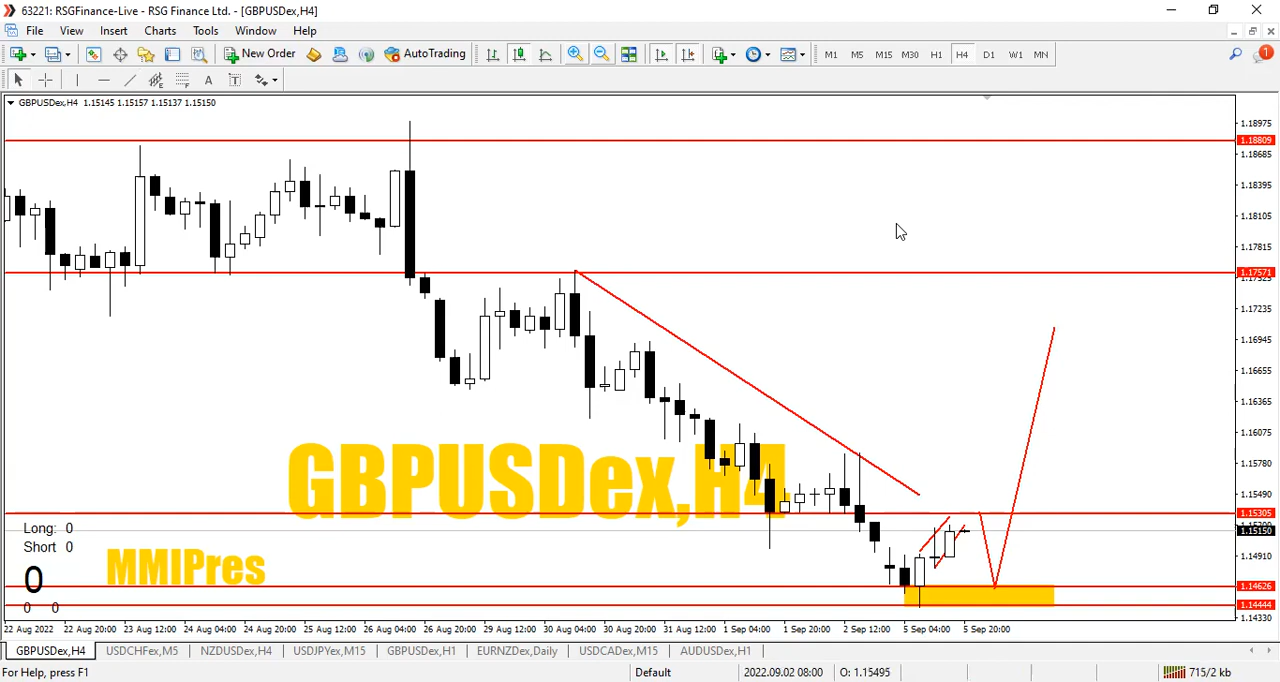 63221: RSGFinance-Live - RSG Finance Ltd. - [GBPUSDex,H4]
File View Insert Charts Tools Window Help
New Order AutoTrading M1 M5 M15 M30 H1 H4 D1 W1 MN 1
A T
GBPUSDex,H4 1.15145 1.15157 1.15137 1.15150
1.18975
1.18809
1.18685
1.18395
1.18105
1.17815
1.17571
1.17235
1.16945
1.16655
1.16365
1.16075
1.15780
1.15490
GBPUSDex,H4
1.15305
Long: 0
1.15150
Short 0
1.14910
MMIPres
0
1.14626
0 0
1.14444
1.14330
22 Aug 2022 22 Aug 20:00 23 Aug 12:00 24 Aug 04:00 24 Aug 20:00 25 Aug 12:00 26 Aug 04:00 26 Aug 20:00 29 Aug 12:00 30 Aug 04:00 30 Aug 20:00 31 Aug 12:00 1 Sep 04:00 1 Sep 20:00 2 Sep 12:00 5 Sep 04:00 5 Sep 20:00
GBPUSDex,H4 USDCHFex,M5 NZDUSDex,H4 USDJPYex,M15 GBPUSDex,H1 EURNZDex,Daily USDCADex,M15 AUDUSDex,H1
For Help, press F1 Default 2022.09.02 08:00 O: 1.15495 715/2 kb